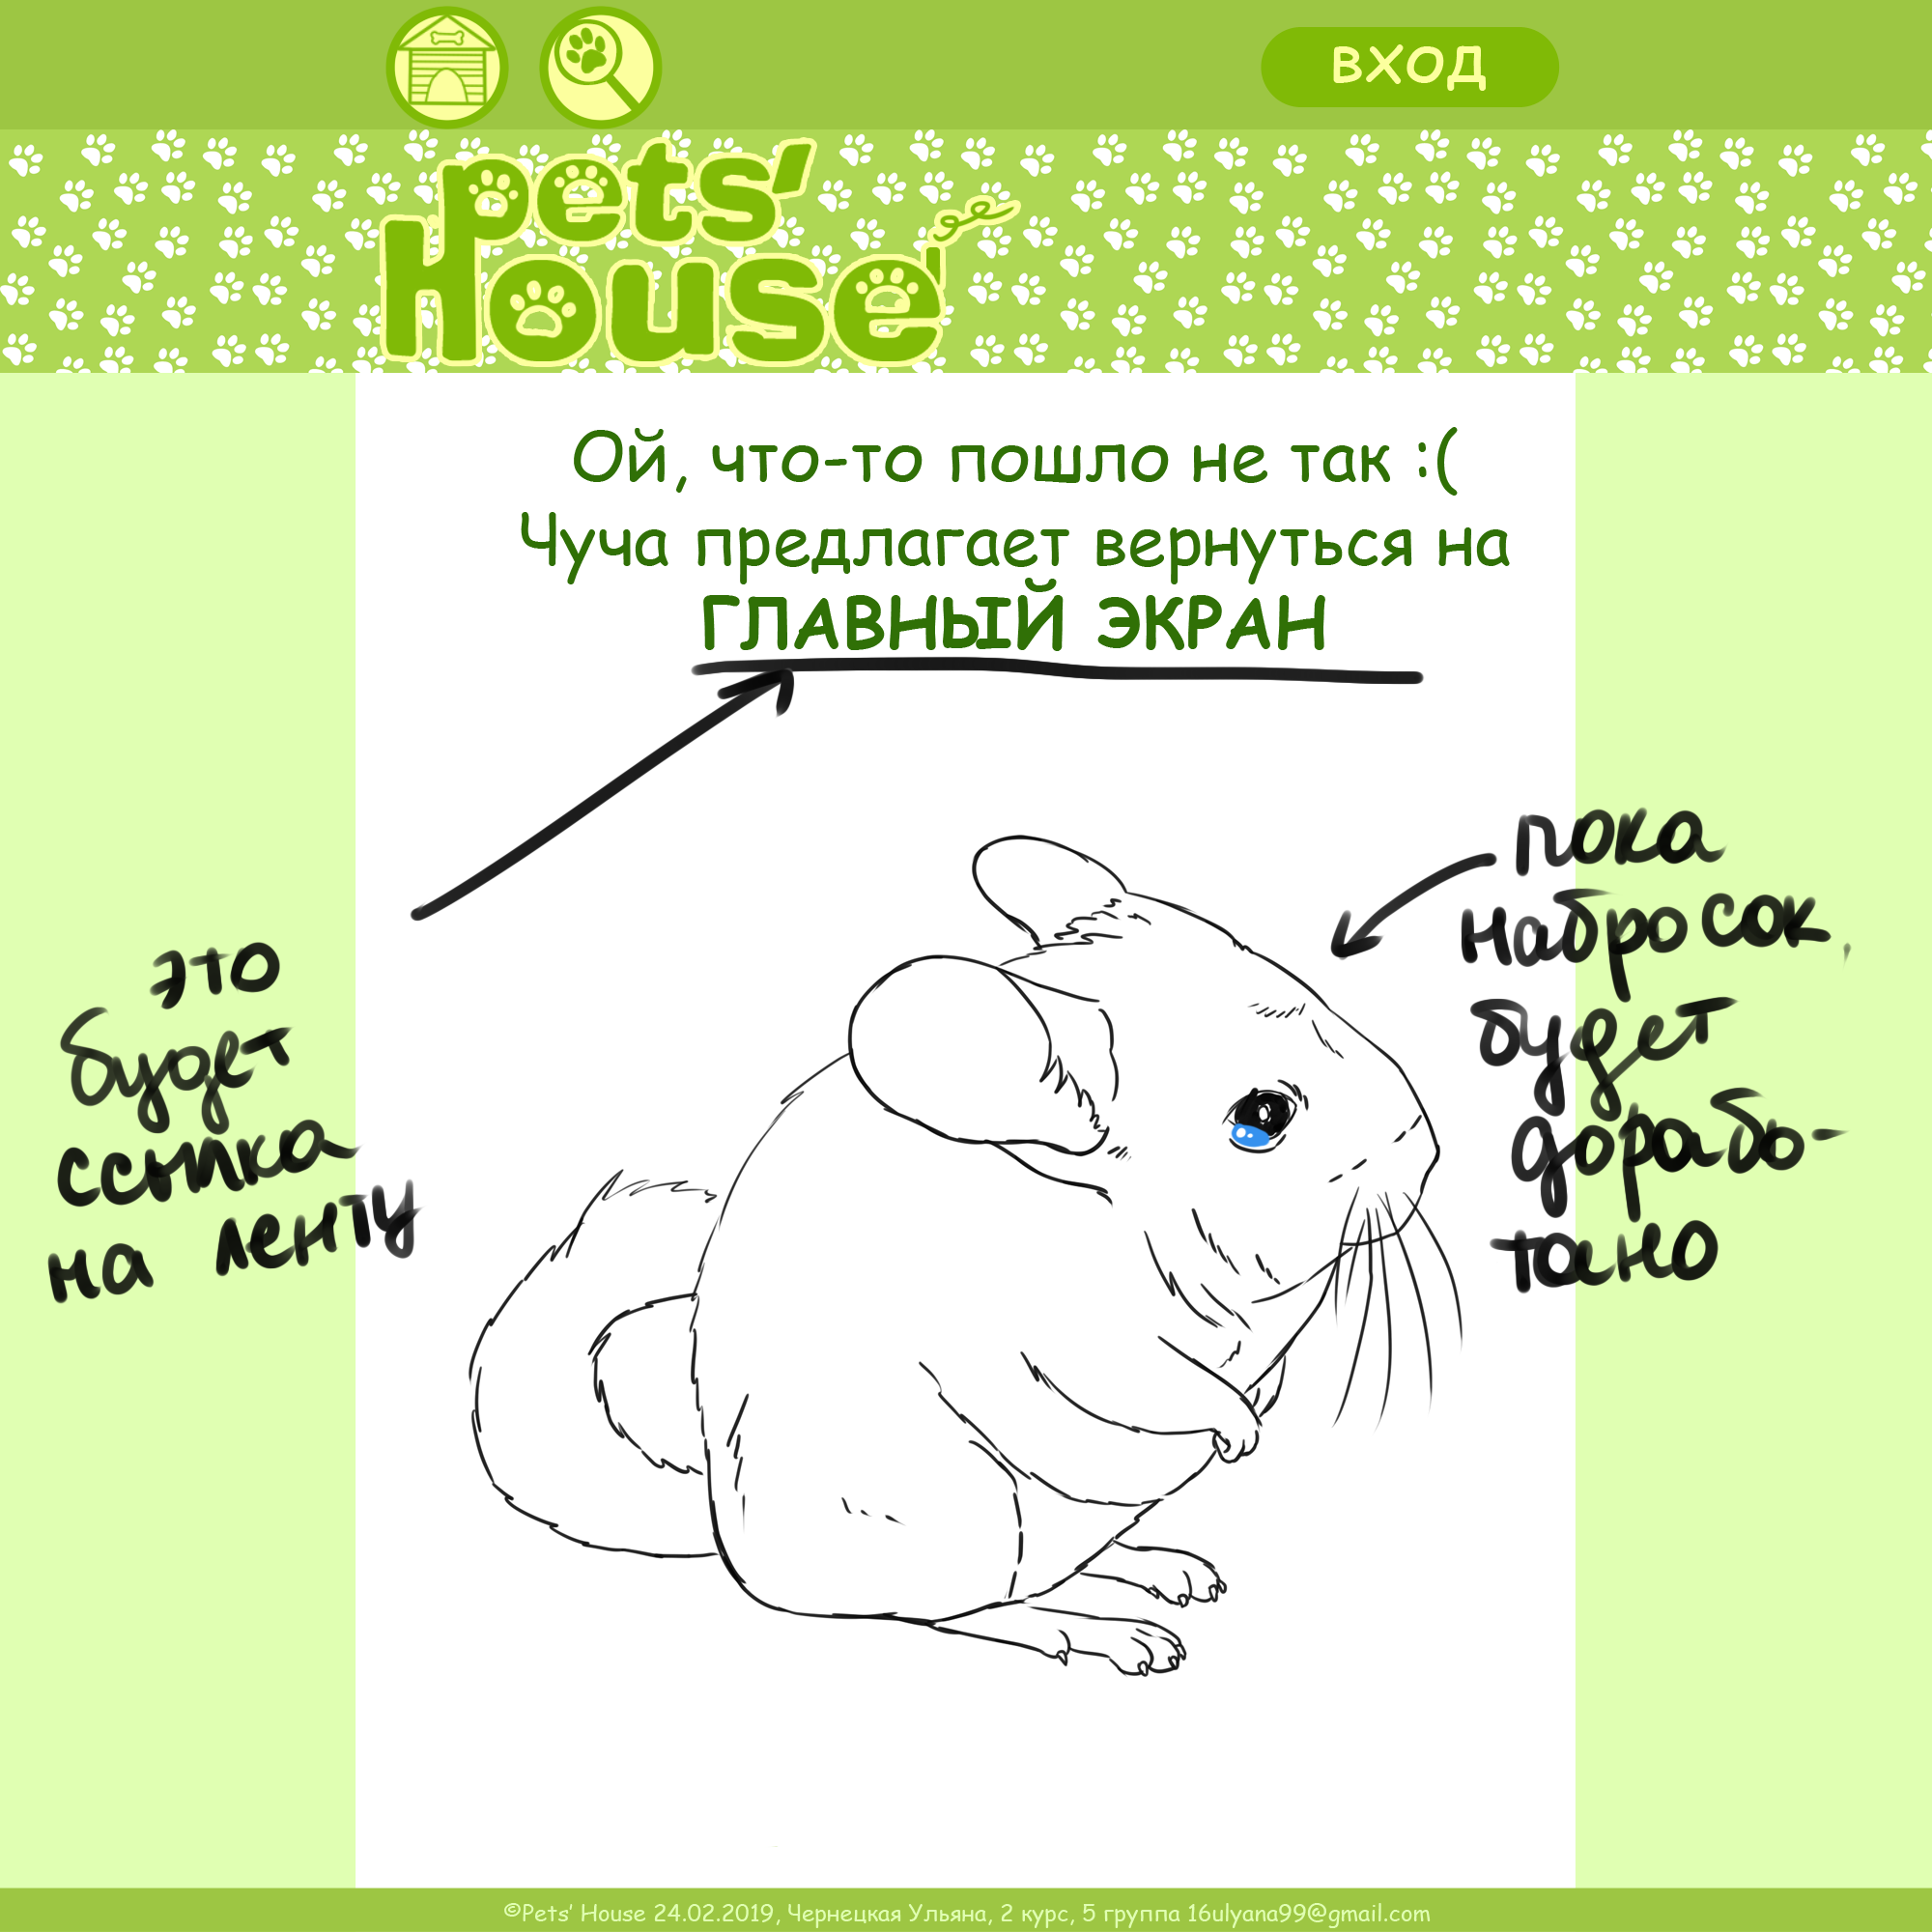 вход
pets'
house
Ой, что-то пошло не так :(
Чуча предлагает вернуться на
ГЛАВНЫЙ ЭКРАН
это
будет
ссылка
на ленту
пока
набросок,
будет
дорабо-
тано
©Pets' House 24.02.2019, Чернецкая Ульяна, 2 курс, 5 группа 16ulyana99@gmail.com